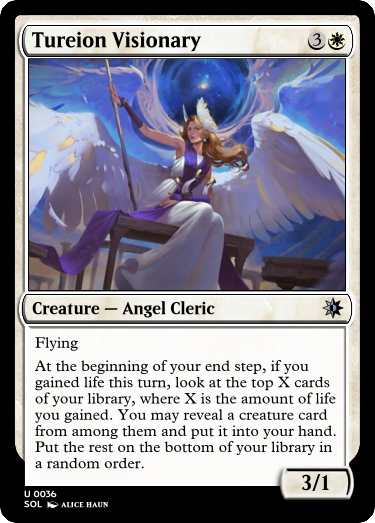 Tureion Visionary 3
Creature — Angel Cleric
Flying
At the beginning of your end step, if you
gained life this turn, look at the top X cards
of your library, where X is the amount of life
you gained. You may reveal a creature card
from among them and put it into your hand.
Put the rest on the bottom of your library in
a random order.
3/1
U 0036
SOL ALICE HAUN